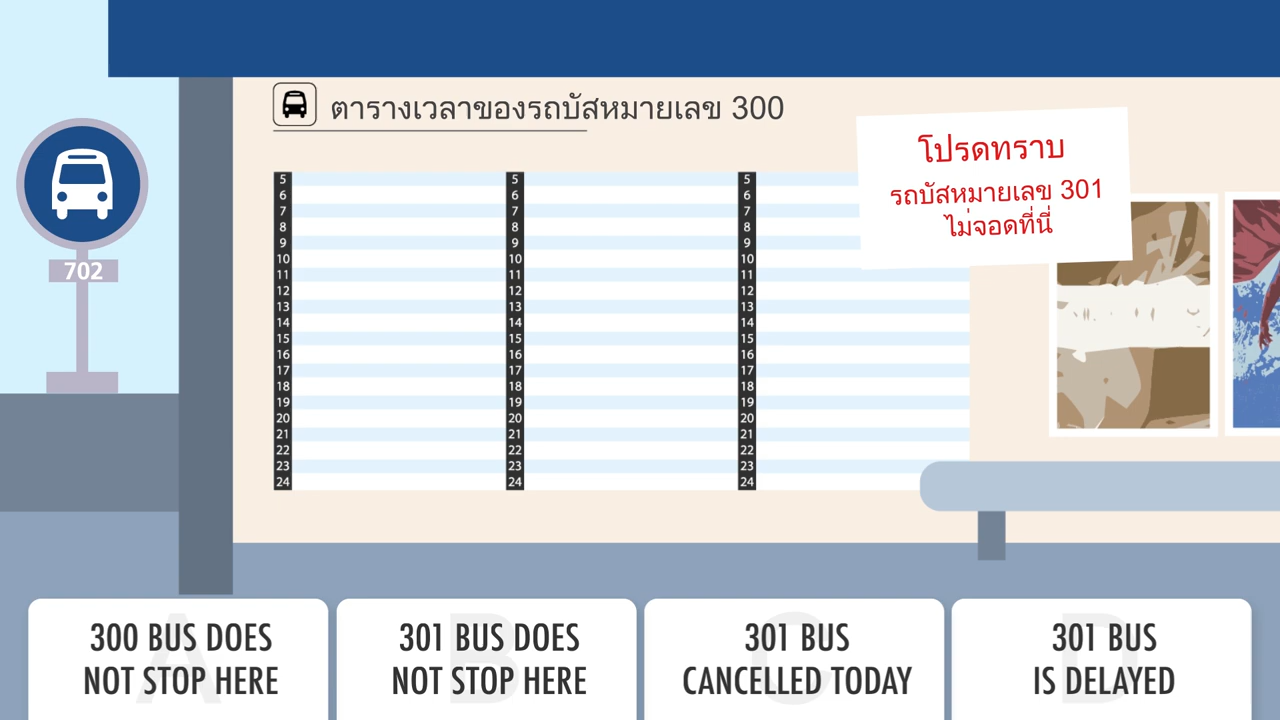 ตารางเวลาของรถบัสหมายเลข 300
โปรดทราบ
รถบัสหมายเลข 301
ไม่จอดที่นี่
702
5 5 5
6 6 6
7 7 7
8 8 8
9 9 9
10 10 10
11 11 11
12 12 12
13 13 13
14 14 14
15 15 15
16 16 16
17 17 17
18 18 18
19 19 19
20 20 20
21 21 21
22 22 22
23 23 23
24 24 24
A
300 BUS DOES
NOT STOP HERE
B
301 BUS DOES
NOT STOP HERE
C
301 BUS
CANCELLED TODAY
D
301 BUS
IS DELAYED